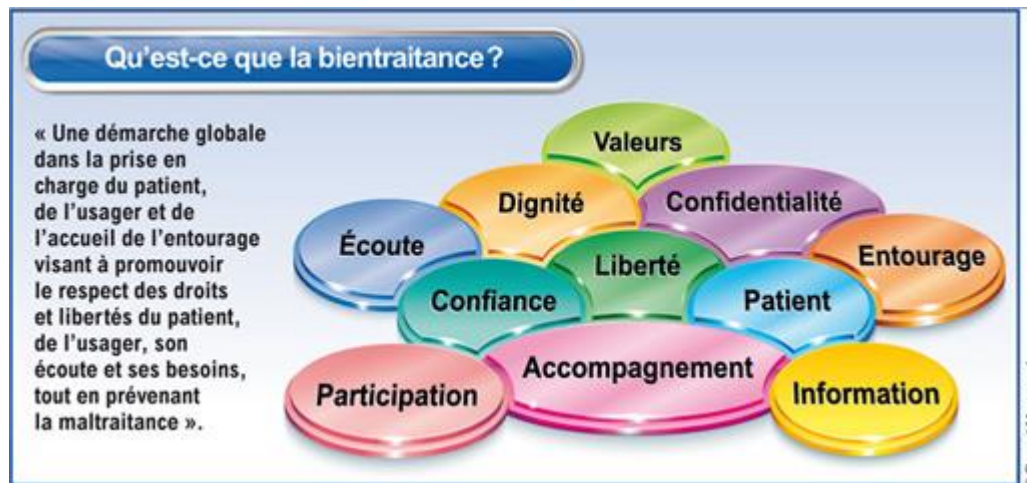 Qu'est-ce que la bientraitance ?
« Une démarche globale
dans la prise en
charge du patient,
de l'usager et de
l'accueil de l'entourage
visant à promouvoir
le respect des droits
et libertés du patient,
de l'usager, son
écoute et ses besoins,
tout en prévenant
la maltraitance ».
Valeurs
Dignité
Confidentialité
Écoute
Liberté
Entourage
Confiance
Patient
Participation
Accompagnement
Information